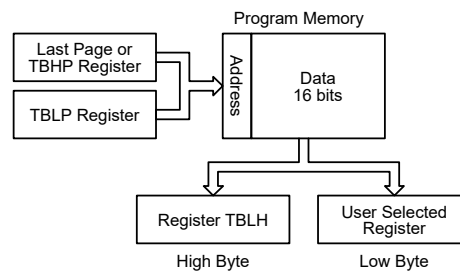 Program Memory
Last Page or
TBHP Register
TBLP Register
Address
Data
16 bits
Register TBLH
User Selected
Register
High Byte
Low Byte